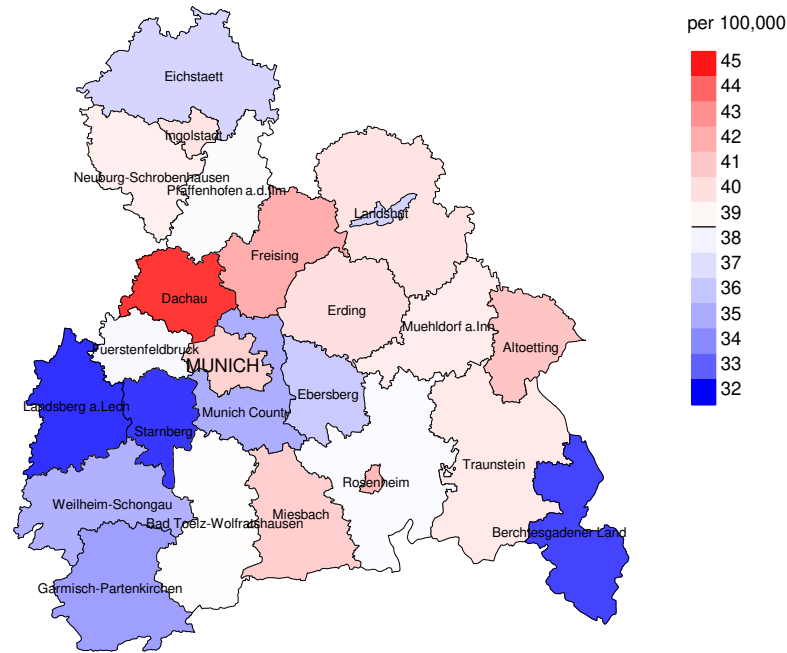 per 100,000
45
44
43
42
41
40
39
38
37
36
35
34
33
32
Eichstaett
Ingolstadt
Neuburg-Schrobenhausen
Pfaffenhofen a.d.Ilm
Landshut
Freising
Dachau
Erding
Muehldorf a.Inn
Altoetting
Fuerstenfeldbruck
MUNICH
Ebersberg
Landsberg a.Lech
Munich County
Starnberg
Traunstein
Rosenheim
Weilheim-Schongau
Miesbach
Bad Toelz-Wolfratshausen
Berchtesgadener Land
Garmisch-Partenkirchen